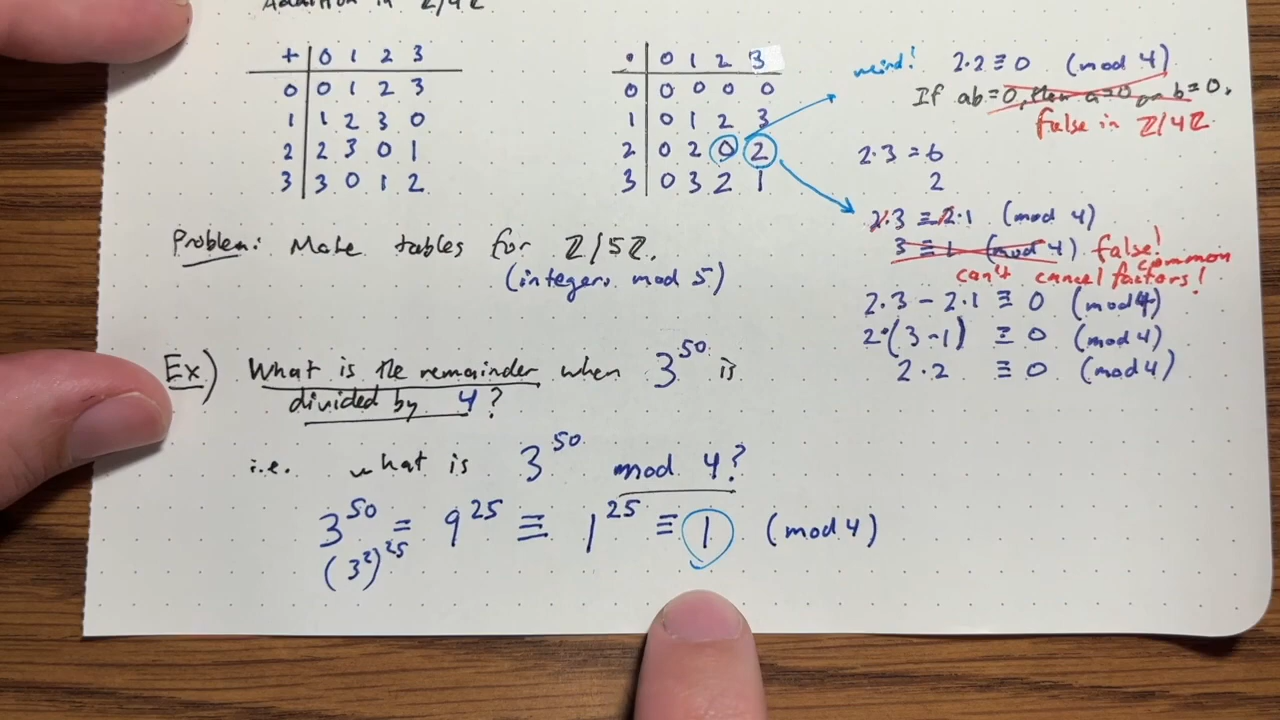 Addition in Z/4Z
+ 0 1 2 3
0 0 1 2 3
1 1 2 3 0
2 2 3 0 1
3 3 0 1 2
• 0 1 2 3
0 0 0 0 0
1 0 1 2 3
2 0 2 0 2
3 0 3 2 1
weird! 2·2 ≡ 0 (mod 4)
If ab=0, then a=0 or b=0.
false in Z/4Z
2·3 = 6
2
2·3 ≡ 2·1 (mod 4)
3 ≡ 1 (mod 4) false!
can't cancel common factors!
2·3 - 2·1 ≡ 0 (mod 4)
2·(3-1) ≡ 0 (mod 4)
2·2 ≡ 0 (mod 4)
Problem: Make tables for Z/5Z.
(integers mod 5)
Ex) What is the remainder when 3^50 is
divided by 4?
i.e. what is 3^50 mod 4?
3^50 = 9^25 ≡ 1^25 ≡ 1 (mod 4)
(3^2)^25